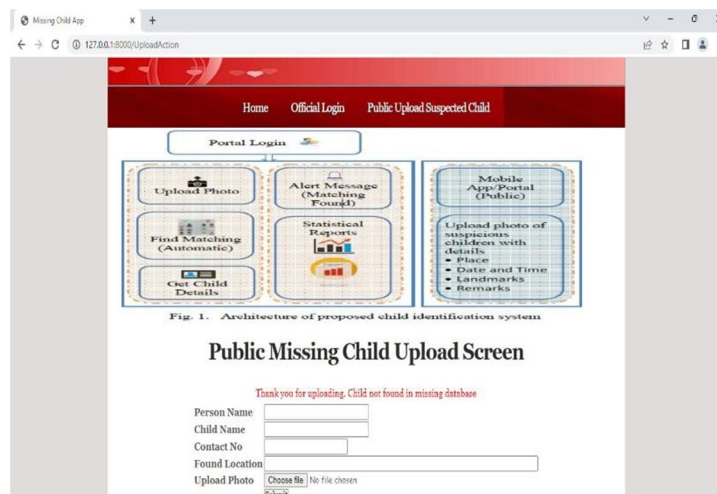 Missing Child App
127.0.0.1:8000/UploadAction
Home Official Login Public Upload Suspected Child
Portal Login
Upload Photo
Find Matching
(Automatic)
Get Child
Details
Alert Message
(Matching
Found)
Statistical
Reports
Mobile
App/Portal
(Public)
Upload photo of
suspicious
children with
details
• Place
• Date and Time
• Landmarks
• Remarks
Fig. 1. Architecture of proposed child identification system
Public Missing Child Upload Screen
Thank you for uploading. Child not found in missing database
Person Name
Child Name
Contact No
Found Location
Upload Photo Choose file No file chosen
Submit